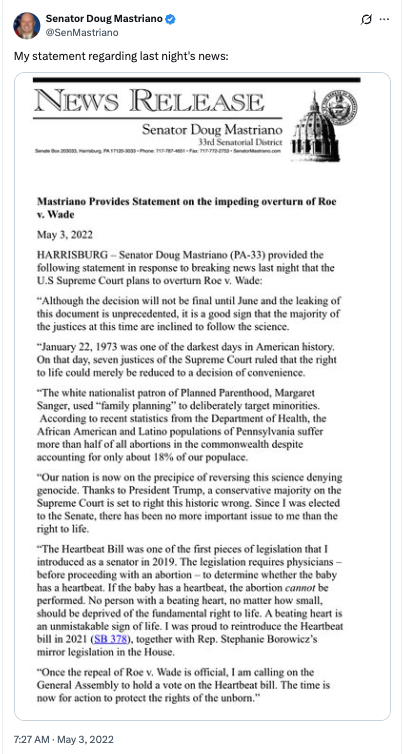 Senator Doug Mastriano
@SenMastriano
My statement regarding last night's news:
NEWS RELEASE
Senator Doug Mastriano
33rd Senatorial District
Senate Box 203033, Harrisburg, PA 17120-3033 • Phone: 717-787-4651 • Fax: 717-772-2753 • SenatorMastriano.com
Mastriano Provides Statement on the impeding overturn of Roe
v. Wade
May 3, 2022
HARRISBURG – Senator Doug Mastriano (PA-33) provided the
following statement in response to breaking news last night that the
U.S Supreme Court plans to overturn Roe v. Wade:
“Although the decision will not be final until June and the leaking of
this document is unprecedented, it is a good sign that the majority of
the justices at this time are inclined to follow the science.
“January 22, 1973 was one of the darkest days in American history.
On that day, seven justices of the Supreme Court ruled that the right
to life could merely be reduced to a decision of convenience.
“The white nationalist patron of Planned Parenthood, Margaret
Sanger, used “family planning” to deliberately target minorities.
According to recent statistics from the Department of Health, the
African American and Latino populations of Pennsylvania suffer
more than half of all abortions in the commonwealth despite
accounting for only about 18% of our populace.
“Our nation is now on the precipice of reversing this science denying
genocide. Thanks to President Trump, a conservative majority on the
Supreme Court is set to right this historic wrong. Since I was elected
to the Senate, there has been no more important issue to me than the
right to life.
“The Heartbeat Bill was one of the first pieces of legislation that I
introduced as a senator in 2019. The legislation requires physicians –
before proceeding with an abortion – to determine whether the baby
has a heartbeat. If the baby has a heartbeat, the abortion cannot be
performed. No person with a beating heart, no matter how small,
should be deprived of the fundamental right to life. A beating heart is
an unmistakable sign of life. I was proud to reintroduce the Heartbeat
bill in 2021 (SB 378), together with Rep. Stephanie Borowicz’s
mirror legislation in the House.
“Once the repeal of Roe v. Wade is official, I am calling on the
General Assembly to hold a vote on the Heartbeat bill. The time is
now for action to protect the rights of the unborn.”
7:27 AM · May 3, 2022